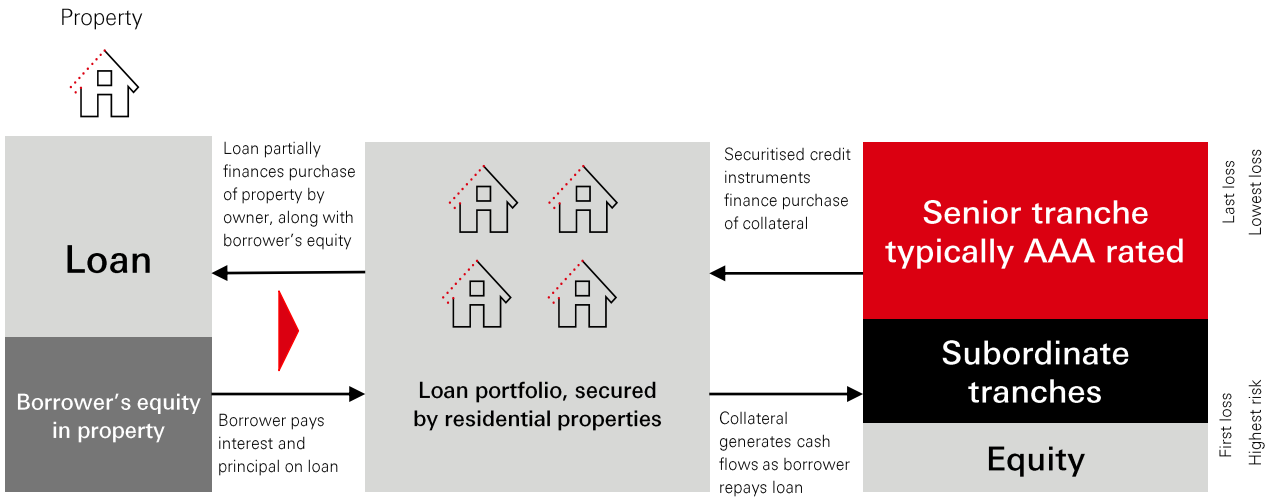 Property
Loan
Borrower’s equity
in property
Loan partially
finances purchase
of property by
owner, along with
borrower’s equity
Borrower pays
interest and
principal on loan
Loan portfolio, secured
by residential properties
Securitised credit
instruments
finance purchase
of collateral
Collateral
generates cash
flows as borrower
repays loan
Senior tranche
typically AAA rated
Subordinate
tranches
Equity
Last loss
Lowest loss
First loss
Highest risk